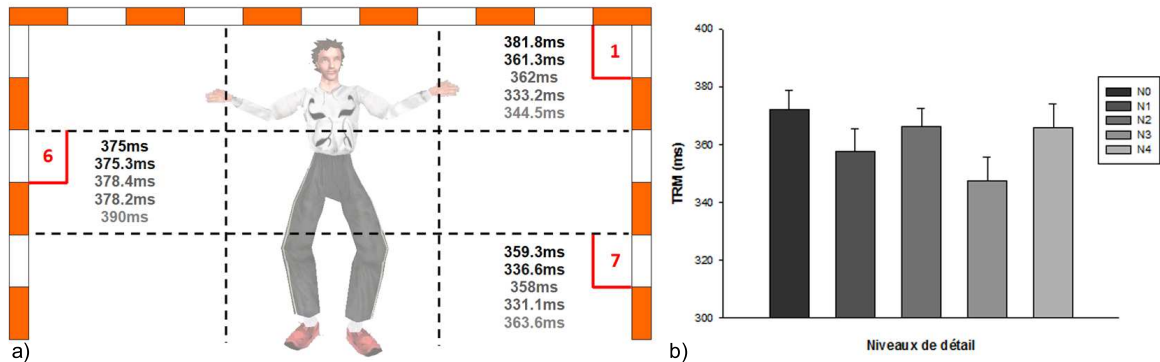 381.8ms
361.3ms
362ms
333.2ms
344.5ms
1
6
375ms
375.3ms
378.4ms
378.2ms
390ms
359.3ms
336.6ms
358ms
331.1ms
363.6ms
7
a)
400
380
360
340
320
300
TRM (ms)
Niveaux de détail
N0
N1
N2
N3
N4
b)